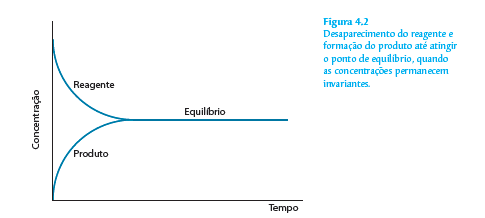 Figura 4.2
Desaparecimento do reagente e
formação do produto até atingir
o ponto de equilíbrio, quando
as concentrações permanecem
invariantes.
Concentração
Reagente
Equilíbrio
Produto
Tempo